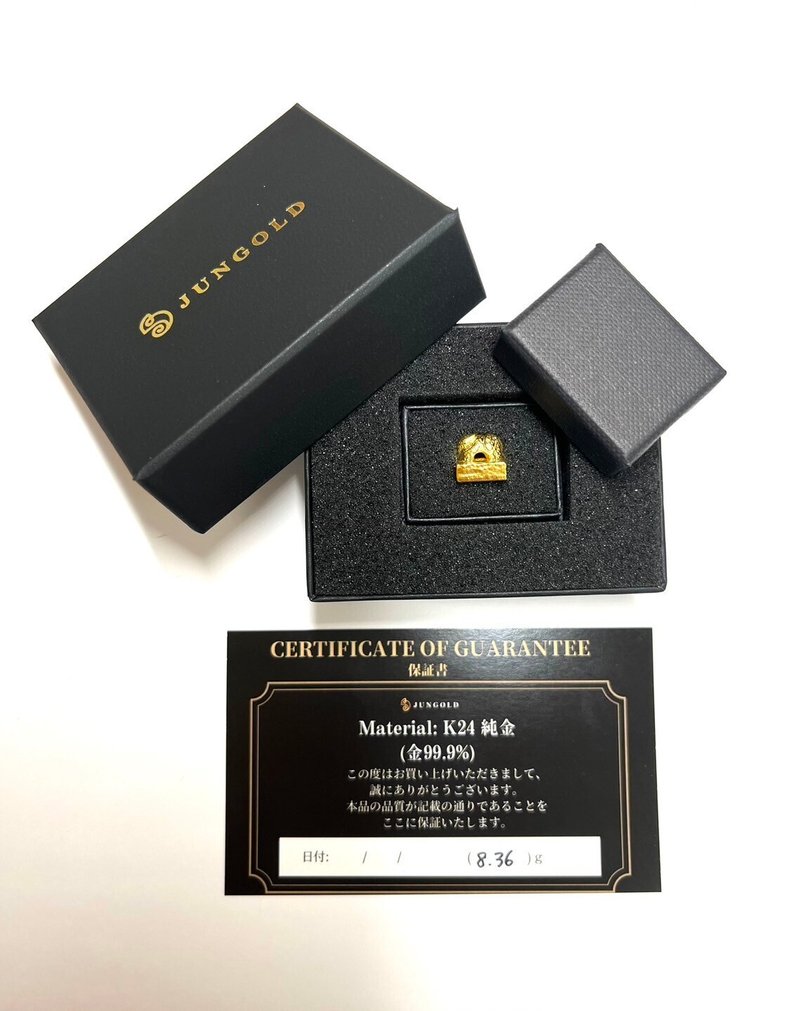 JUNGOLD
CERTIFICATE OF GUARANTEE
保証書
JUNGOLD
Material: K24 純金
(金99.9%)
この度はお買い上げいただきまして、
誠にありがとうございます。
本品の品質が記載の通りであることを
ここに保証いたします。
日付: / / (8.36)g